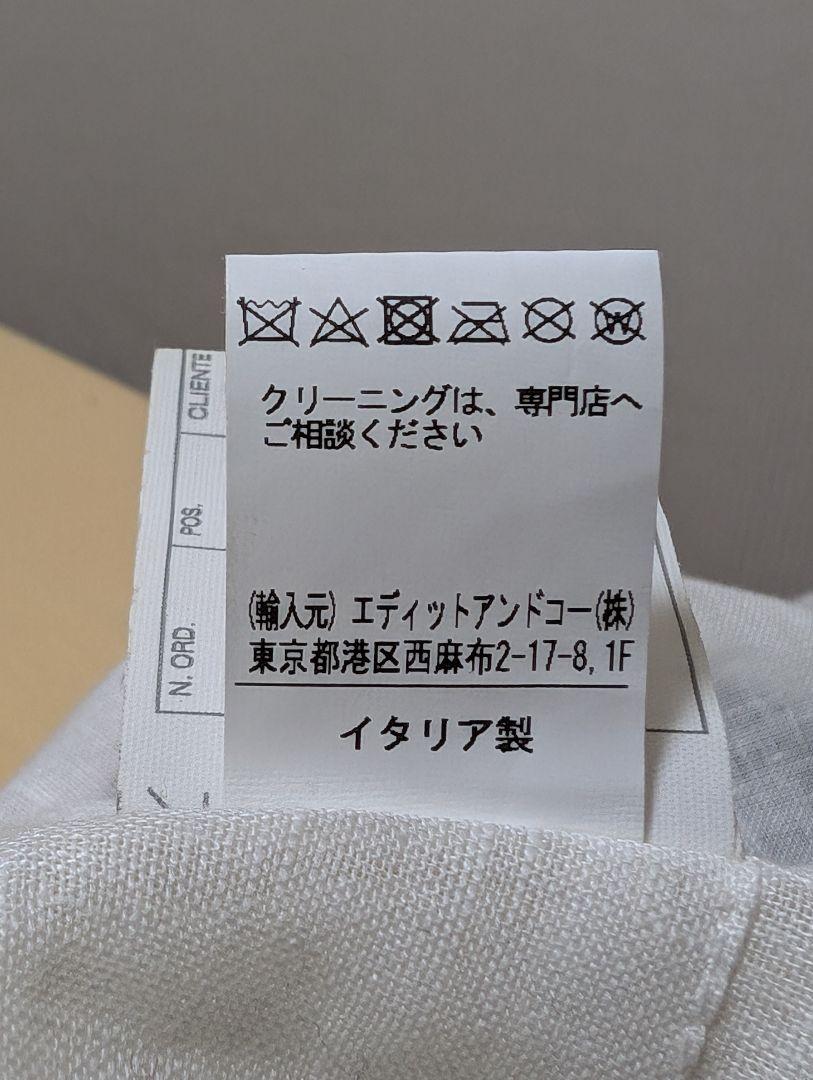 W
クリーニングは、専門店へ
ご相談ください
(輸入元) エディットアンドコー(株)
東京都港区西麻布2-17-8, 1F
イタリア製
CLIENTE
POS.
N. ORD.